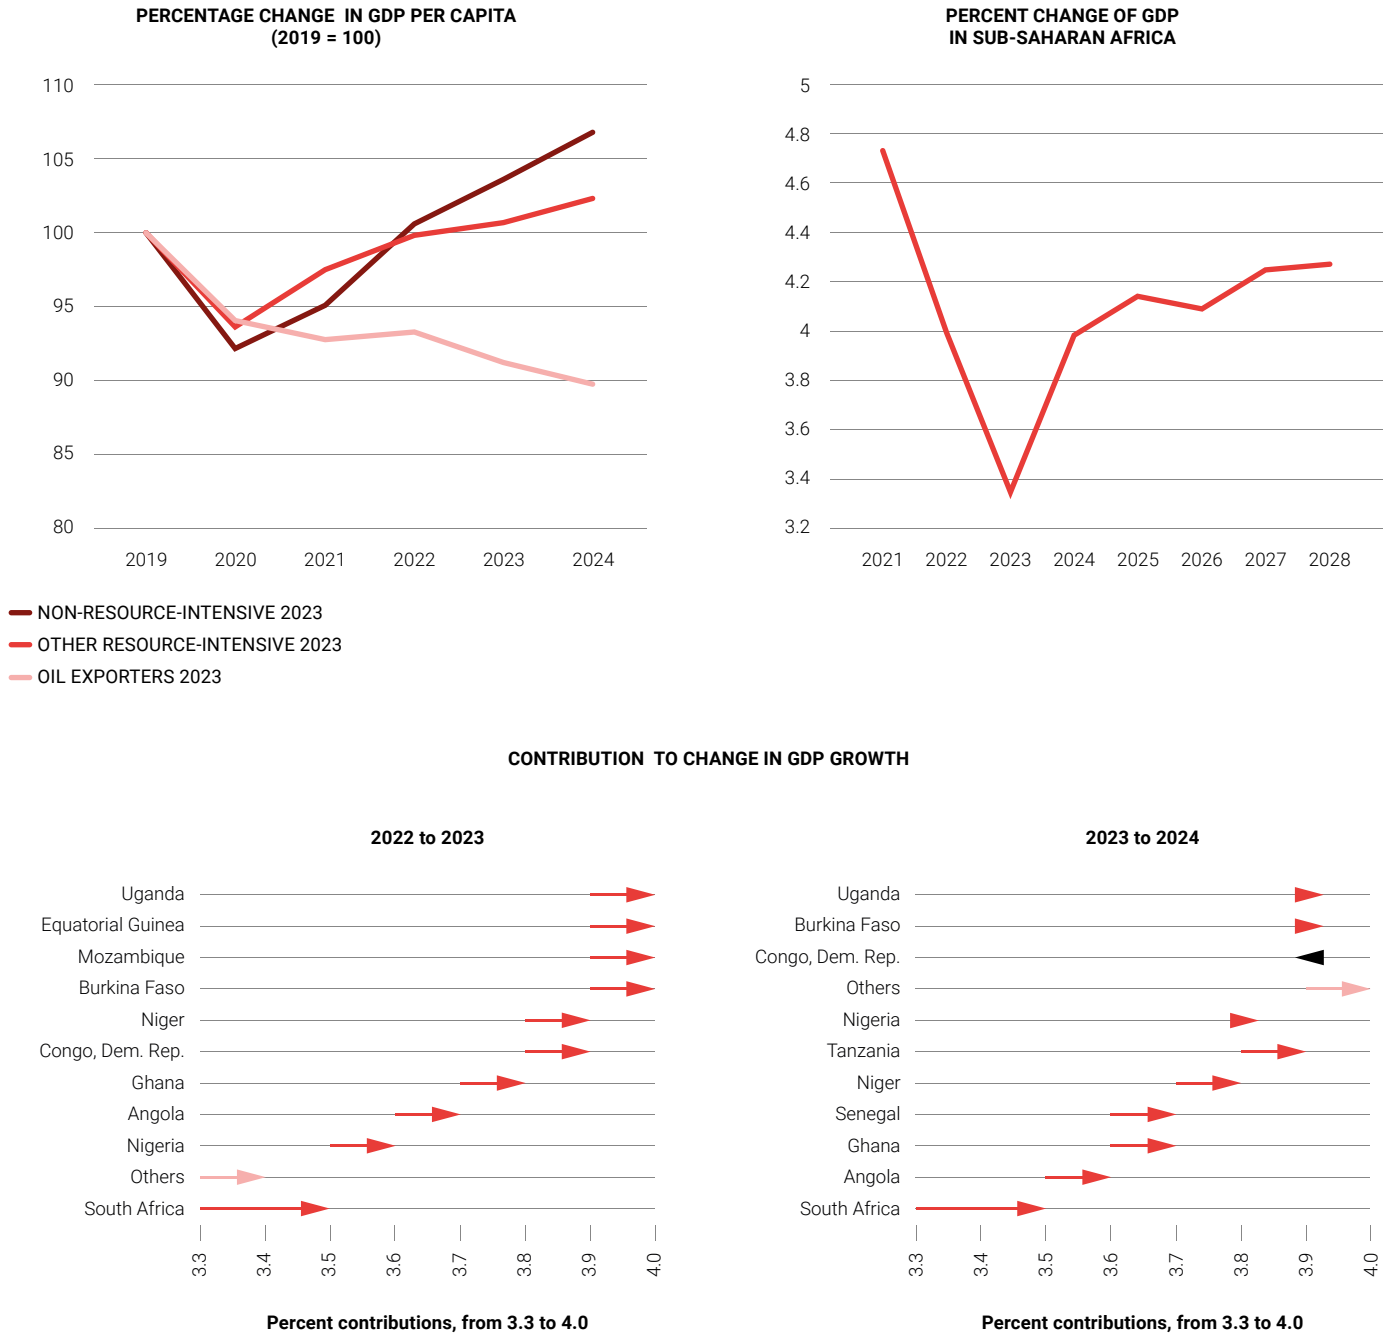 PERCENTAGE CHANGE IN GDP PER CAPITA
(2019 = 100)
110
105
100
95
90
85
80
2019 2020 2021 2022 2023 2024
NON-RESOURCE-INTENSIVE 2023
OTHER RESOURCE-INTENSIVE 2023
OIL EXPORTERS 2023
PERCENT CHANGE OF GDP
IN SUB-SAHARAN AFRICA
5
4.8
4.6
4.4
4.2
4
3.8
3.6
3.4
3.2
2021 2022 2023 2024 2025 2026 2027 2028
CONTRIBUTION TO CHANGE IN GDP GROWTH
2022 to 2023
Uganda
Equatorial Guinea
Mozambique
Burkina Faso
Niger
Congo, Dem. Rep.
Ghana
Angola
Nigeria
Others
South Africa
3.3 3.4 3.5 3.6 3.7 3.8 3.9 4.0
Percent contributions, from 3.3 to 4.0
2023 to 2024
Uganda
Burkina Faso
Congo, Dem. Rep.
Others
Nigeria
Tanzania
Niger
Senegal
Ghana
Angola
South Africa
3.3 3.4 3.5 3.6 3.7 3.8 3.9 4.0
Percent contributions, from 3.3 to 4.0